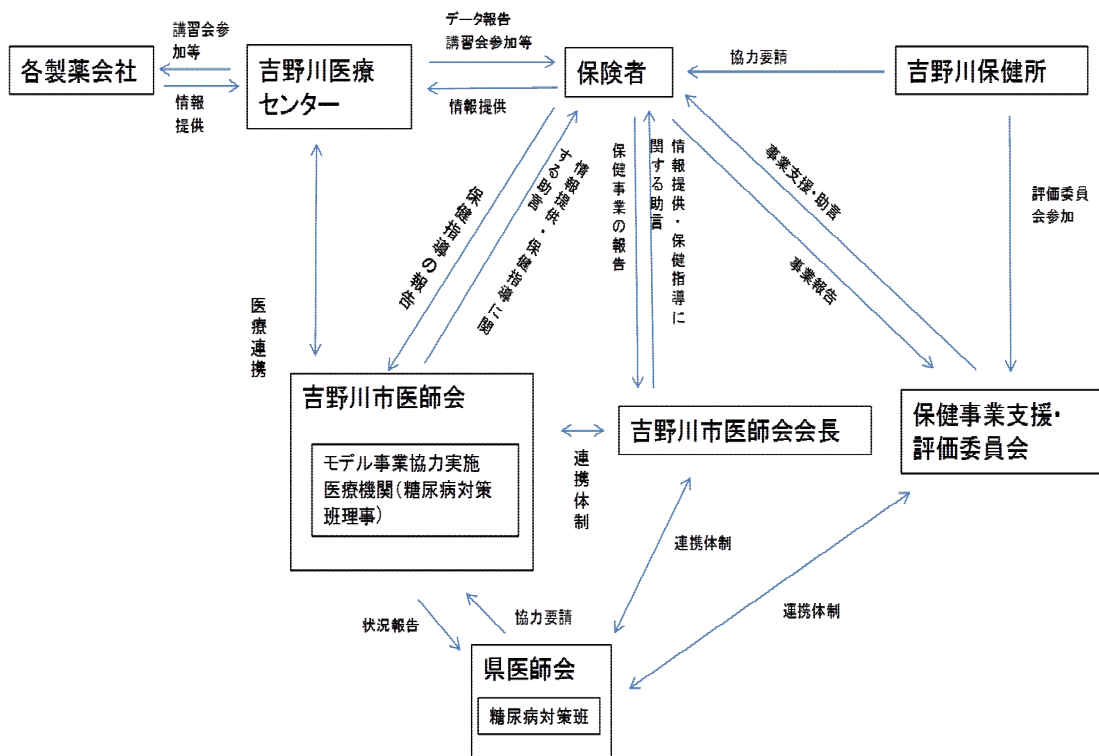 各製薬会社
講習会参
加等
情報
提供
吉野川医療
センター
データ報告
講習会参加等
情報提供
保険者
協力要請
吉野川保健所
医療連携
保健指導の報告
情報提供・保健指導に関
する助言
保健事業の報告
情報提供・保健指導に
関する助言
事業支援・助言
事業報告
評価委員
会参加
吉野川市医師会
モデル事業協力実施
医療機関(糖尿病対策
班理事)
連携体制
吉野川市医師会会長
保健事業支援・
評価委員会
連携体制
連携体制
状況報告
協力要請
県医師会
糖尿病対策班